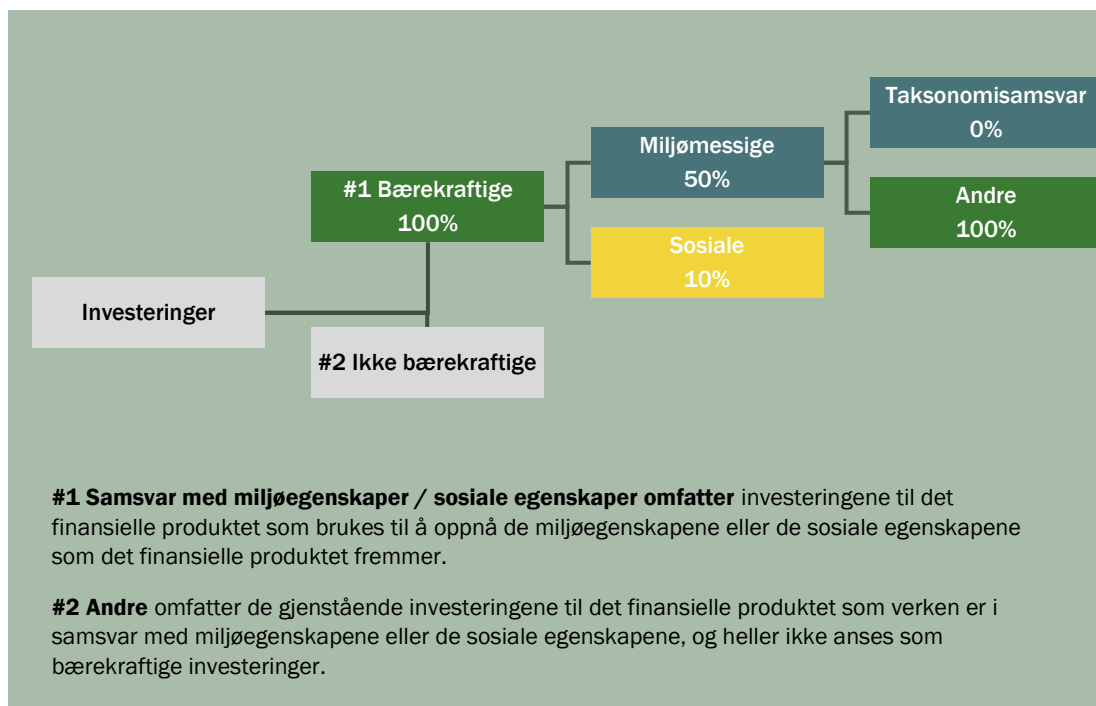 Taksonomisamsvar
0%
Miljømessige
50%
#1 Bærekraftige
100%
Andre
100%
Sosiale
10%
Investeringer
#2 Ikke bærekraftige
#1 Samsvar med miljøegenskaper / sosiale egenskaper omfatter investeringene til det
finansielle produktet som brukes til å oppnå de miljøegenskapene eller de sosiale egenskapene
som det finansielle produktet fremmer.
#2 Andre omfatter de gjenstående investeringene til det finansielle produktet som verken er i
samsvar med miljøegenskapene eller de sosiale egenskapene, og heller ikke anses som
bærekraftige investeringer.